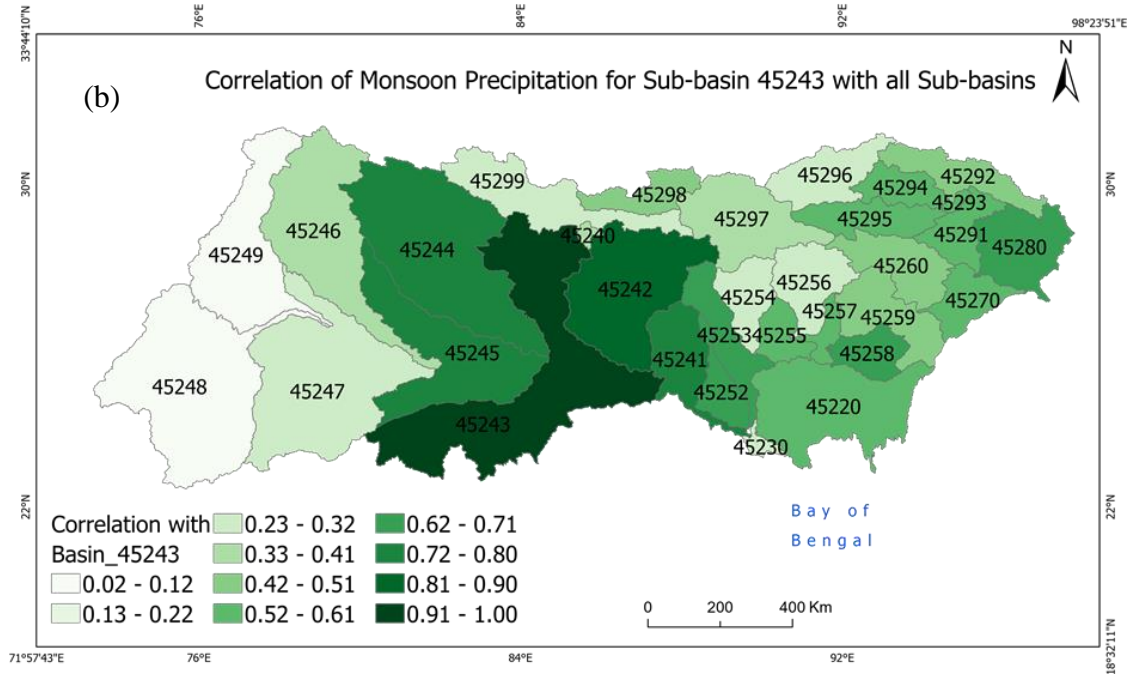 76°E 84°E 92°E 98°23'51"E
33°44'10"N
(b)
Correlation of Monsoon Precipitation for Sub-basin 45243 with all Sub-basins
N
30°N
30°N
45299
45298
45296
45292
45294
45293
45297
45295
45291
45280
45246
45249
45244
45240
45242
45260
45256
45254
45270
45257
45259
45253
45255
45258
45241
45245
45248
45247
45252
45220
45243
45230
22°N
22°N
Bay of
Bengal
Correlation with
Basin_45243
0.02 - 0.12
0.13 - 0.22
0.23 - 0.32
0.33 - 0.41
0.42 - 0.51
0.52 - 0.61
0.62 - 0.71
0.72 - 0.80
0.81 - 0.90
0.91 - 1.00
0 200 400 Km
18°32'11"N
71°57'43"E 76°E 84°E 92°E